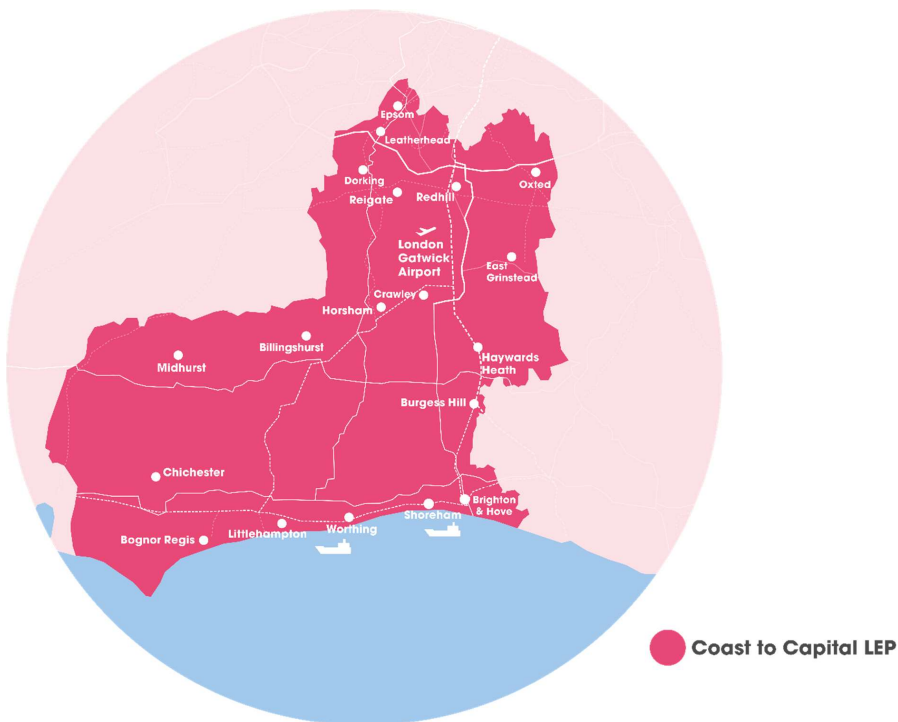 Epsom
Leatherhead
Dorking
Oxted
Reigate
Redhill
London
Gatwick
Airport
East
Grinstead
Crawley
Horsham
Billingshurst
Midhurst
Haywards
Heath
Burgess Hill
Chichester
Brighton
& Hove
Shoreham
Worthing
Littlehampton
Bognor Regis
Coast to Capital LEP